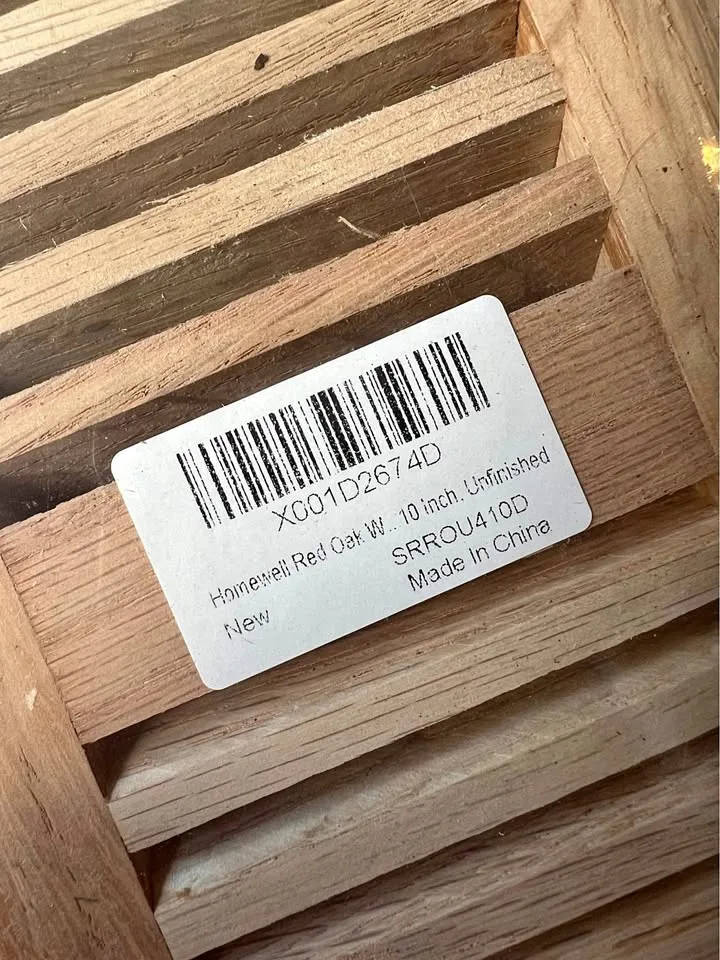 X001D2674D
Homewell Red Oak W...10 inch, Unfinished
SRROU410D
New
Made In China